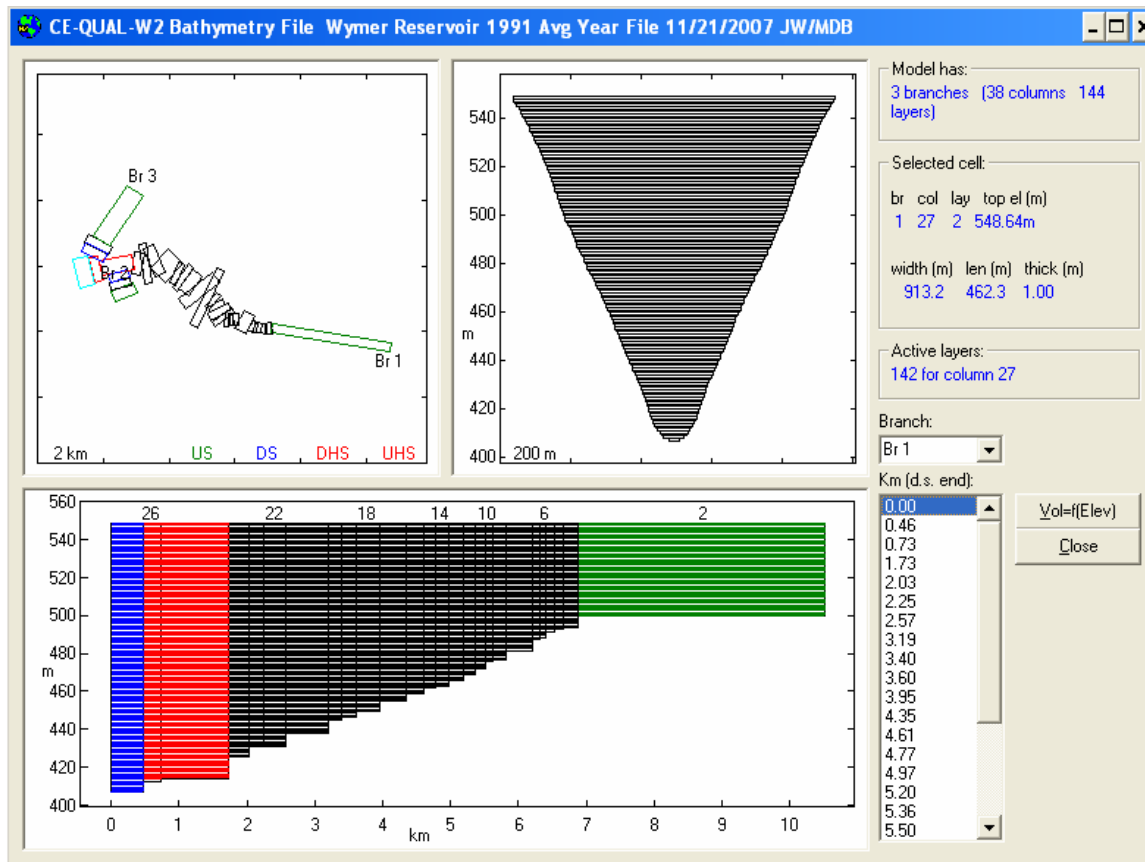 CE-QUAL-W2 Bathymetry File Wymer Reservoir 1991 Avg Year File 11/21/2007 JW/MDB
Br 3
Br 2
Br 1
2 km US DS DHS UHS
540
520
500
480
460
m
440
420
400
200 m
Model has:
3 branches (38 columns 144
layers)
Selected cell:
br col lay top el (m)
1 27 2 548.64m
width (m) len (m) thick (m)
913.2 462.3 1.00
Active layers:
142 for column 27
Branch:
Br 1
Km (d.s. end):
0.00
0.46
0.73
1.73
2.03
2.25
2.57
3.19
3.40
3.60
3.95
4.35
4.61
4.77
4.97
5.20
5.36
5.50
Vol=f(Elev)
Close
560
26 22 18 14 10 6 2
540
520
500
480
m
460
440
420
400
0 1 2 3 4 5 6 7 8 9 10
km